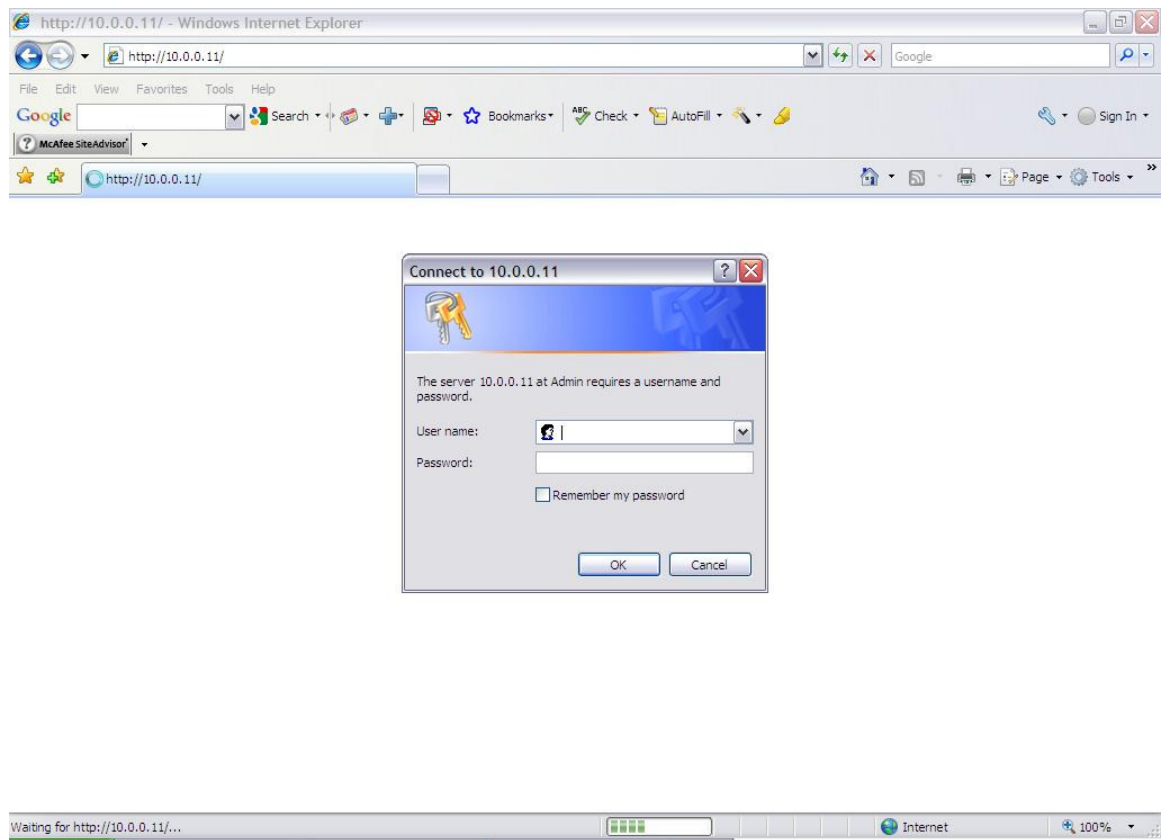 http://10.0.0.11/ - Windows Internet Explorer
http://10.0.0.11/
Google
File Edit View Favorites Tools Help
Google Search Bookmarks ABC Check AutoFill Sign In
? McAfee SiteAdvisor
http://10.0.0.11/ Page Tools »
Connect to 10.0.0.11 ?
The server 10.0.0.11 at Admin requires a username and
password.
User name:
Password:
Remember my password
OK Cancel
Waiting for http://10.0.0.11/... Internet 100%